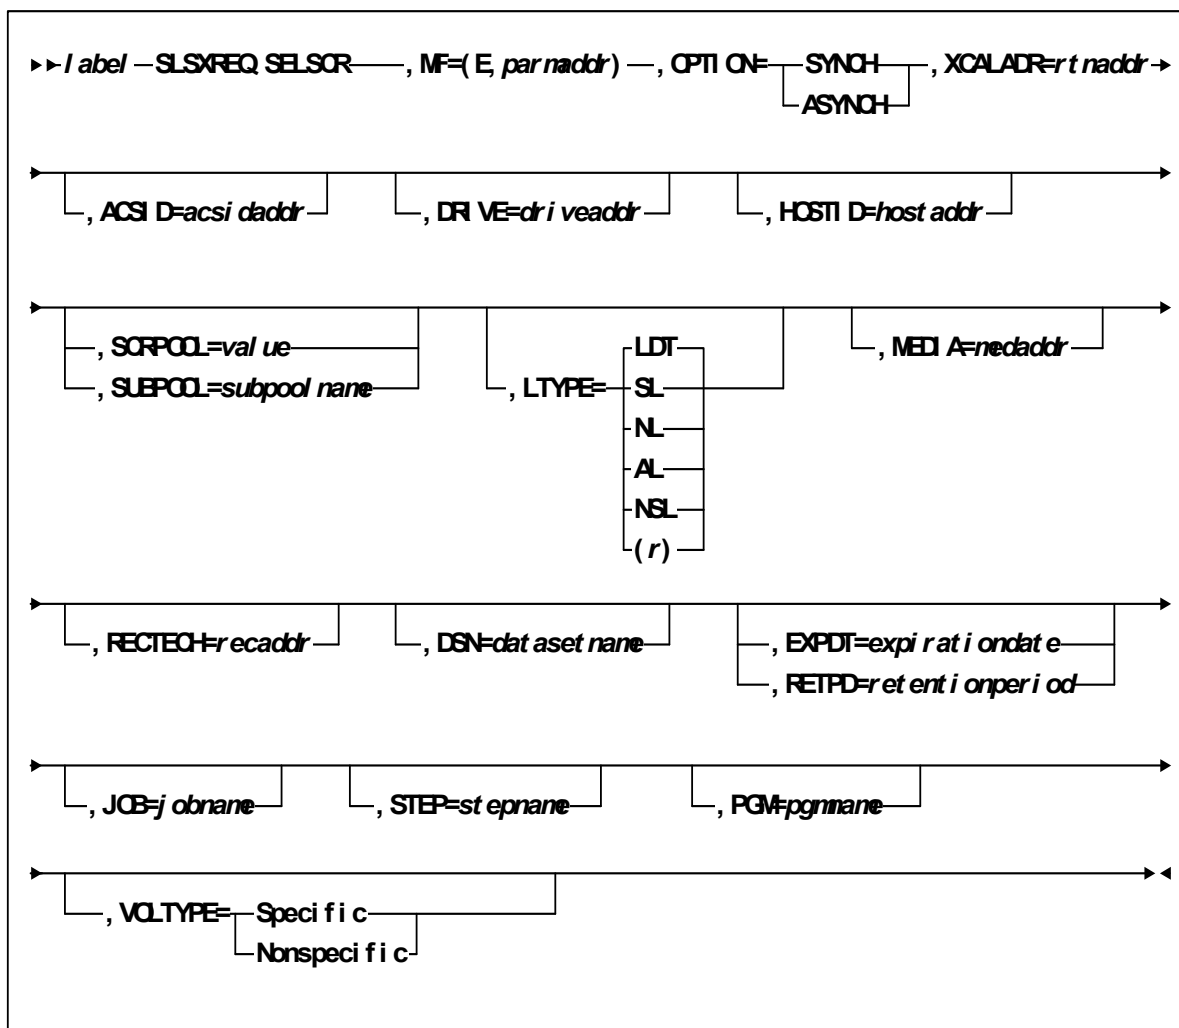 label SLSXREQ SELSCR , MF=(E,parmaddr) , OPTION= SYNCH , XCALADR=rtnaddr
ASYNCH
, ACSID=acsidaddr , DRIVE=driveaddr , HOSTID=hostaddr
, SCRPOOL=value , LTYPE= LDT , MEDIA=medaddr
, SUBPOOL=subpoolname SL
NL
AL
NSL
(r)
, RECTECH=recaddr , DSN=datasetname , EXPDT=expirationdate
, RETPD=retentionperiod
, JOB=jobname , STEP=stepname , PGM=pgmname
, VOLTYPE= Specific
Nonspecific